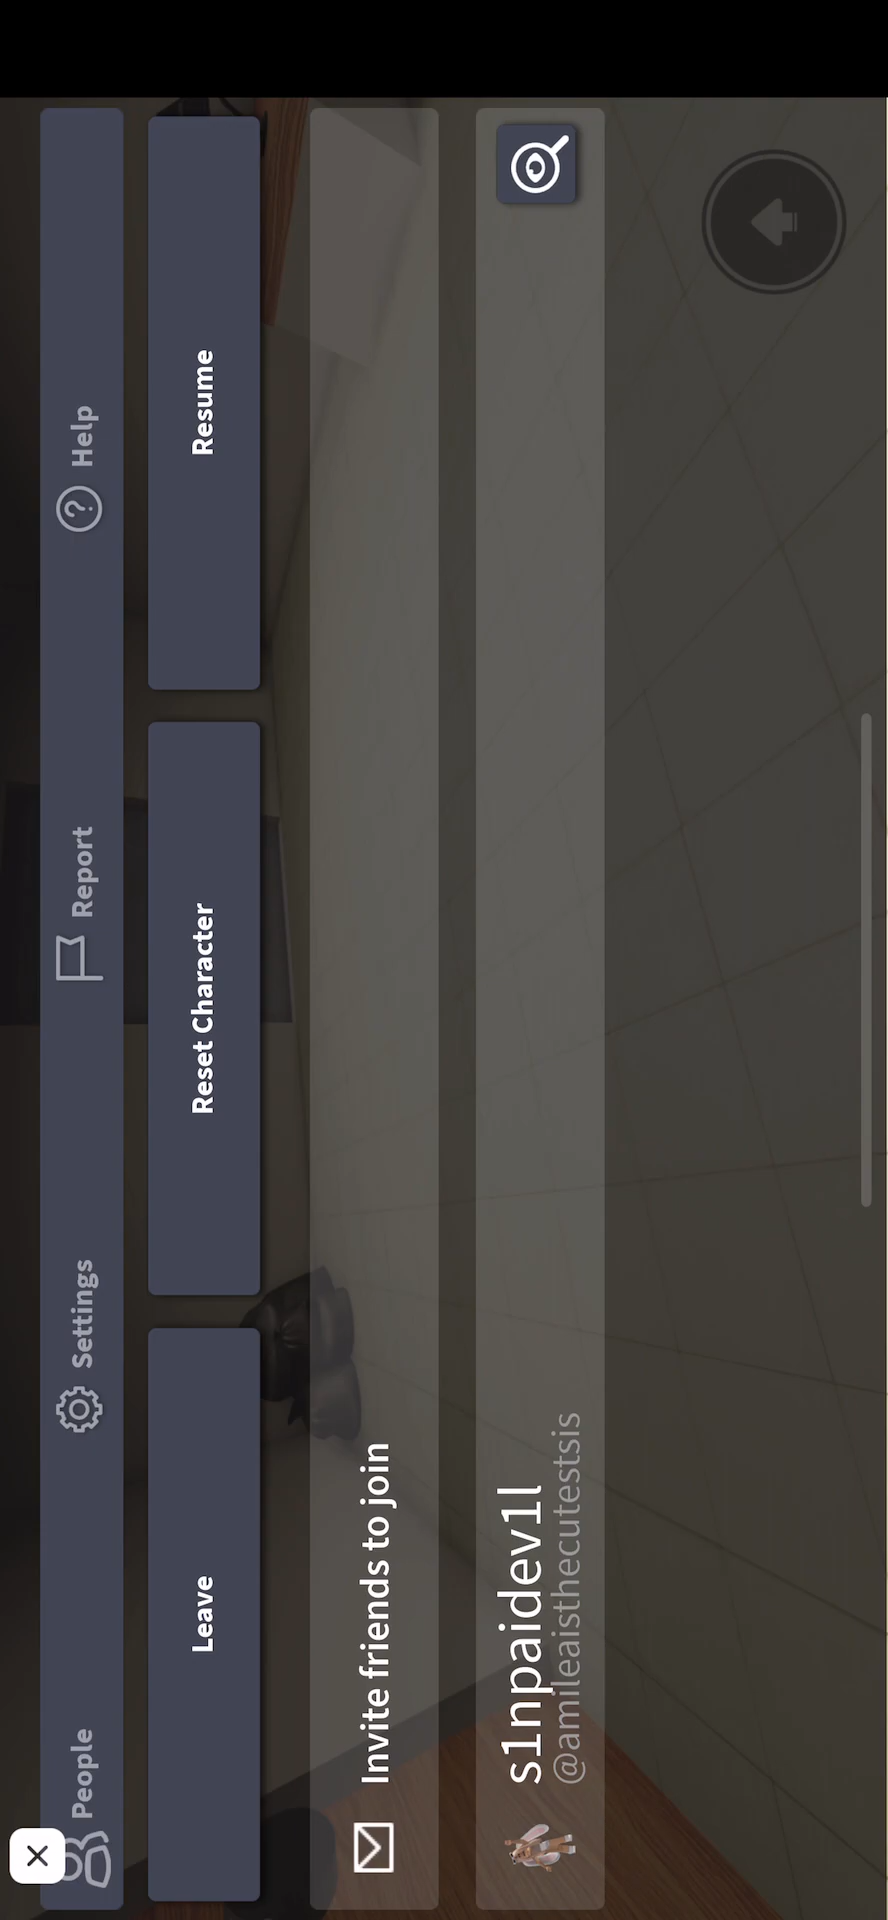 People
Settings
Report
Help
Leave
Reset Character
Resume
Invite friends to join
s1npaidev1l
@amileaisthecutestsis